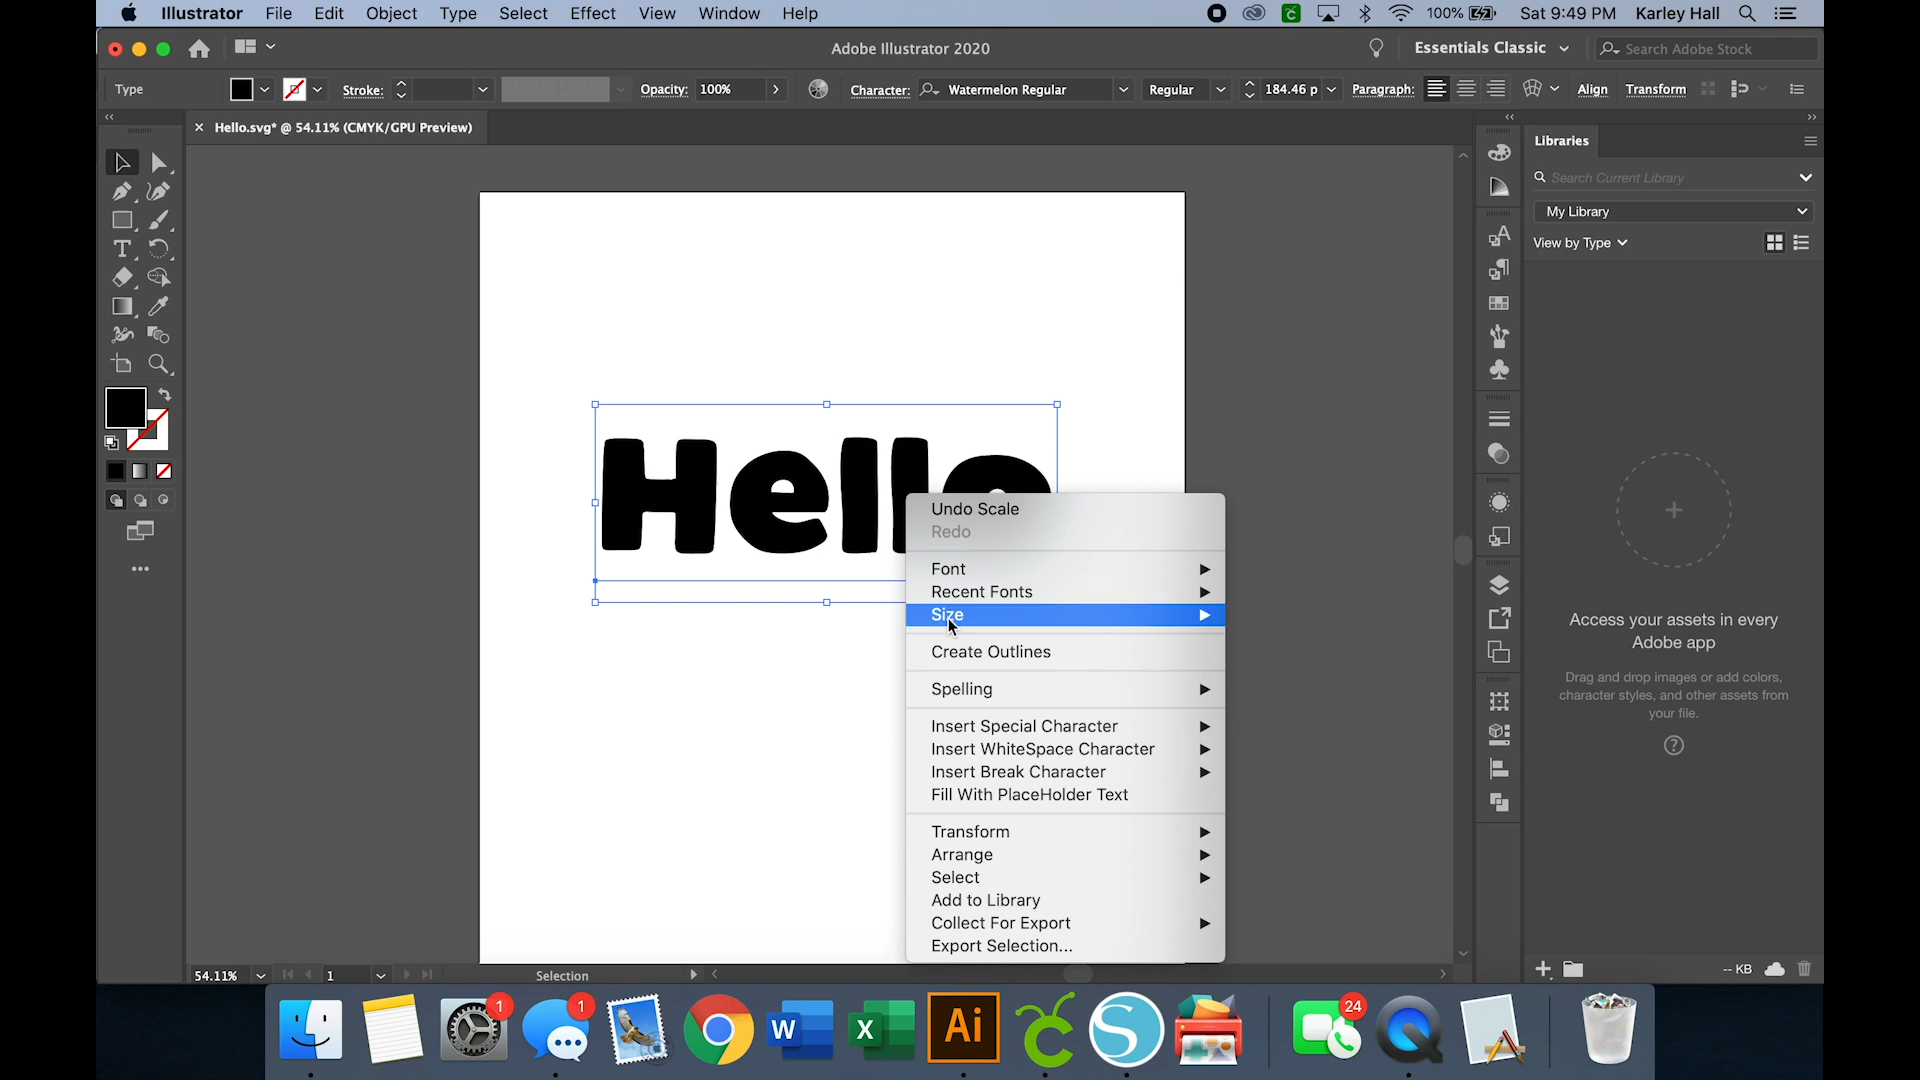 Illustrator File Edit Object Type Select Effect View Window Help 100% Sat 9:49 PM Karley Hall
Adobe Illustrator 2020 Essentials Classic Search Adobe Stock
Type Stroke: Opacity: 100% Character: Watermelon Regular Regular 184.46 p Paragraph: Align Transform
× Hello.svg* @ 54.11% (CMYK/GPU Preview)
Libraries
Search Current Library
My Library
View by Type
Hello
Undo Scale
Redo
Font
Recent Fonts
Size
Create Outlines
Spelling
Insert Special Character
Insert WhiteSpace Character
Insert Break Character
Fill With PlaceHolder Text
Transform
Arrange
Select
Add to Library
Collect For Export
Export Selection...
Access your assets in every
Adobe app
Drag and drop images or add colors,
character styles, and other assets from
your file.
54.11% 1 Selection
-- KB
1 1 W X Ai S 24